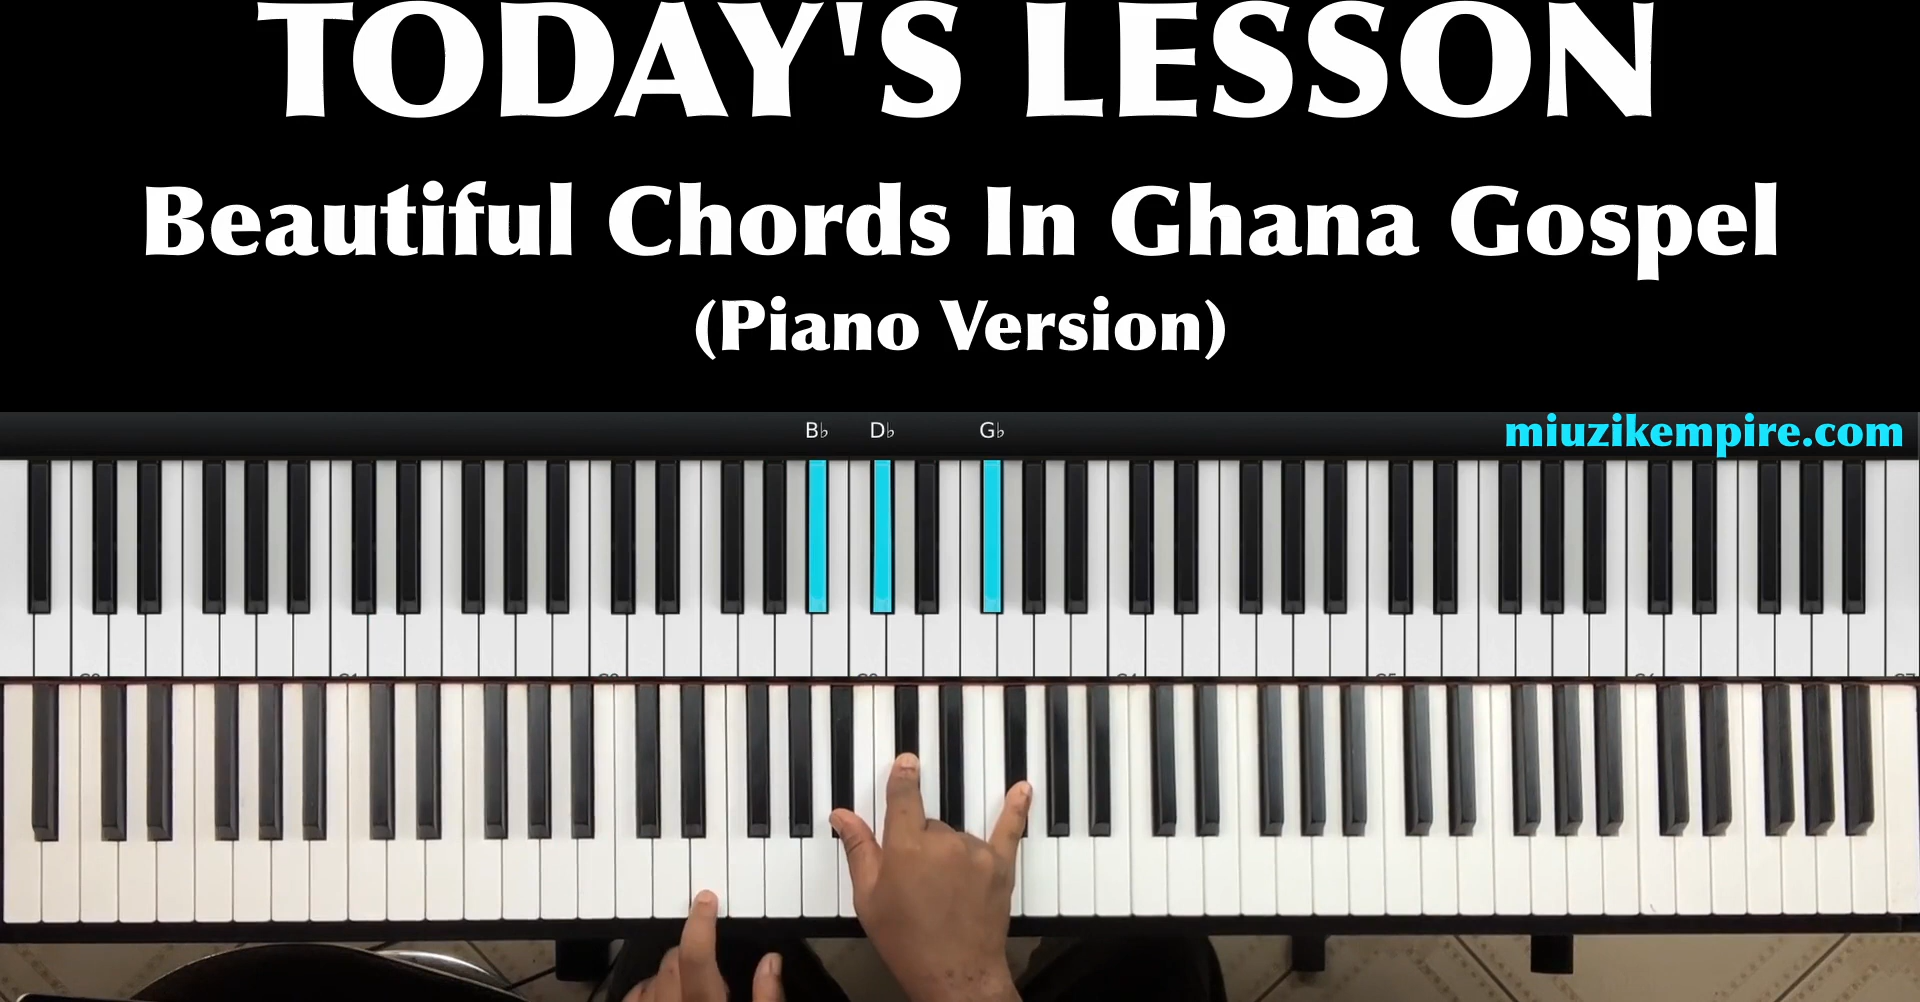 TODAY'S LESSON
Beautiful Chords In Ghana Gospel
(Piano Version)
B♭ D♭ G♭
miuzikempire.com